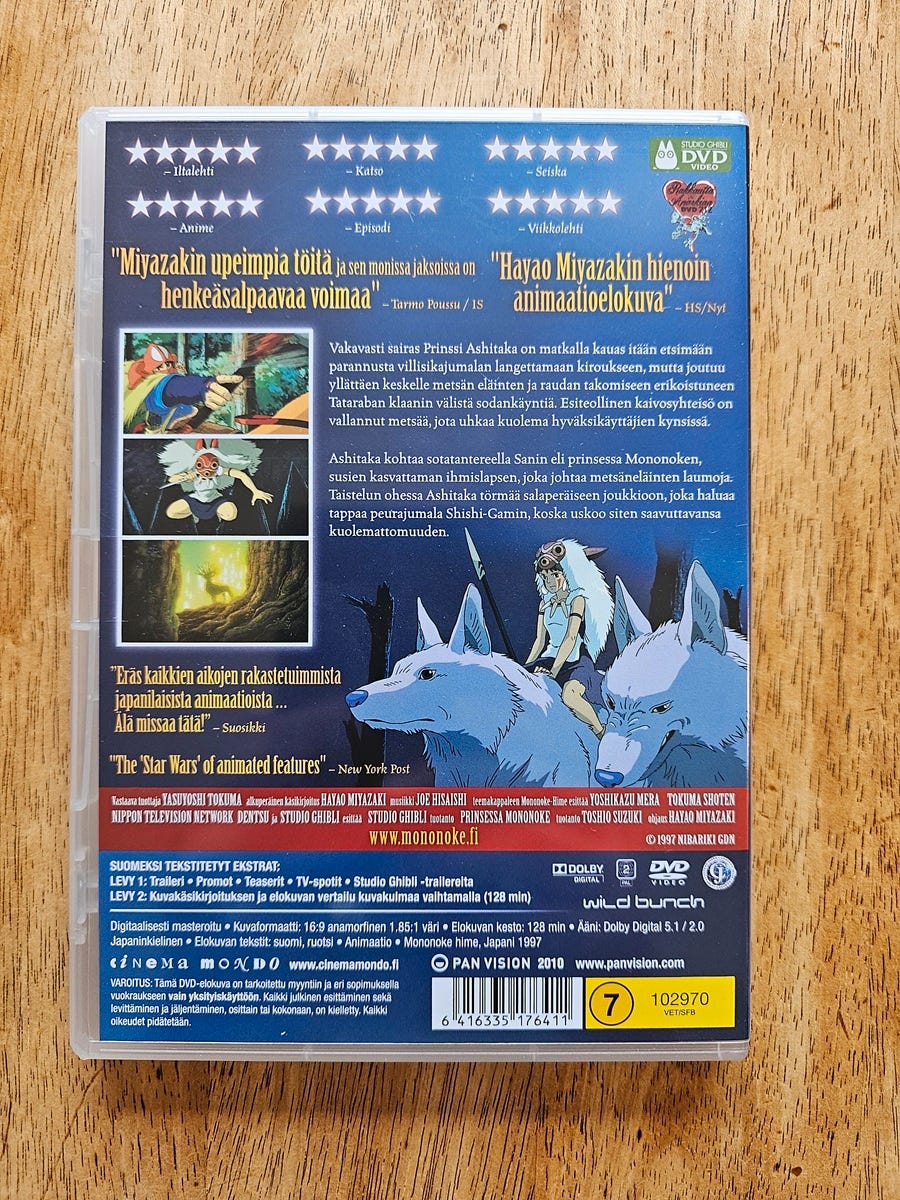 – Iltalehti
– Katso
– Seiska
STUDIO GHIBLI
DVD
VIDEO
– Anime
– Episodi
– Viikkolehti
Rakkautta
&
Anarkiaa
DVD
"Miyazakin upeimpia töitä ja sen monissa jaksoissa on
henkeäsalpaavaa voimaa" – Tarmo Poussu / IS
"Hayao Miyazakin hienoin
animaatioelokuva" – HS/Nyt
Vakavasti sairas Prinssi Ashitaka on matkalla kauas itään etsimään
parannusta villisikajumalan langettamaan kiroukseen, mutta joutuu
yllättäen keskelle metsän eläinten ja raudan takomiseen erikoistuneen
Tataraban klaanin välistä sodankäyntiä. Esiteollinen kaivosyhteisö on
vallannut metsää, jota uhkaa kuolema hyväksikäyttäjien kynsissä.
Ashitaka kohtaa sotatantereella Sanin eli prinsessa Mononoken,
susien kasvattaman ihmislapsen, joka johtaa metsäneläinten laumoja.
Taistelun ohessa Ashitaka törmää salaperäiseen joukkioon, joka haluaa
tappaa peurajumala Shishi-Gamin, koska uskoo siten saavuttavansa
kuolemattomuuden.
"Eräs kaikkien aikojen rakastetuimmista
japanilaisista animaatioista ...
Älä missaa tätä!" – Suosikki
"The 'Star Wars' of animated features" – New York Post
Vastaava tuottaja YASUYOSHI TOKUMA alkuperäinen käsikirjoitus HAYAO MIYAZAKI musiikki JOE HISAISHI teemakappaleen Mononoke-Hime esittää YOSHIKAZU MERA TOKUMA SHOTEN
NIPPON TELEVISION NETWORK DENTSU ja STUDIO GHIBLI esittää STUDIO GHIBLI tuotanto PRINSESSA MONONOKE tuotanto TOSHIO SUZUKI ohjaus HAYAO MIYAZAKI
www.mononoke.fi
© 1997 NIBARIKI GDN
SUOMEKSI TEKSTITETYT EKSTRAT:
LEVY 1: Traileri • Promot • Teaserit • TV-spotit • Studio Ghibli -trailereita
LEVY 2: Kuvakäsikirjoituksen ja elokuvan vertailu kuvakulmaa vaihtamalla (128 min)
DOLBY
DIGITAL
2
PAL
DVD
VIDEO
wild bunch
Digitaalisesti masteroitu • Kuvaformaatti: 16:9 anamorfinen 1.85:1 väri • Elokuvan kesto: 128 min • Ääni: Dolby Digital 5.1 / 2.0
Japaninkielinen • Elokuvan tekstit: suomi, ruotsi • Animaatio • Mononoke hime, Japani 1997
CINEMA MONDO www.cinemamondo.fi
PAN VISION 2010 www.panvision.com
VAROITUS: Tämä DVD-elokuva on tarkoitettu myyntiin ja eri sopimuksella
vuokraukseen vain yksityiskäyttöön. Kaikki julkinen esittäminen sekä
levittäminen ja jäljentäminen, osittain tai kokonaan, on kielletty. Kaikki
oikeudet pidätetään.
6 416335 176411
7
102970
VET/SFB